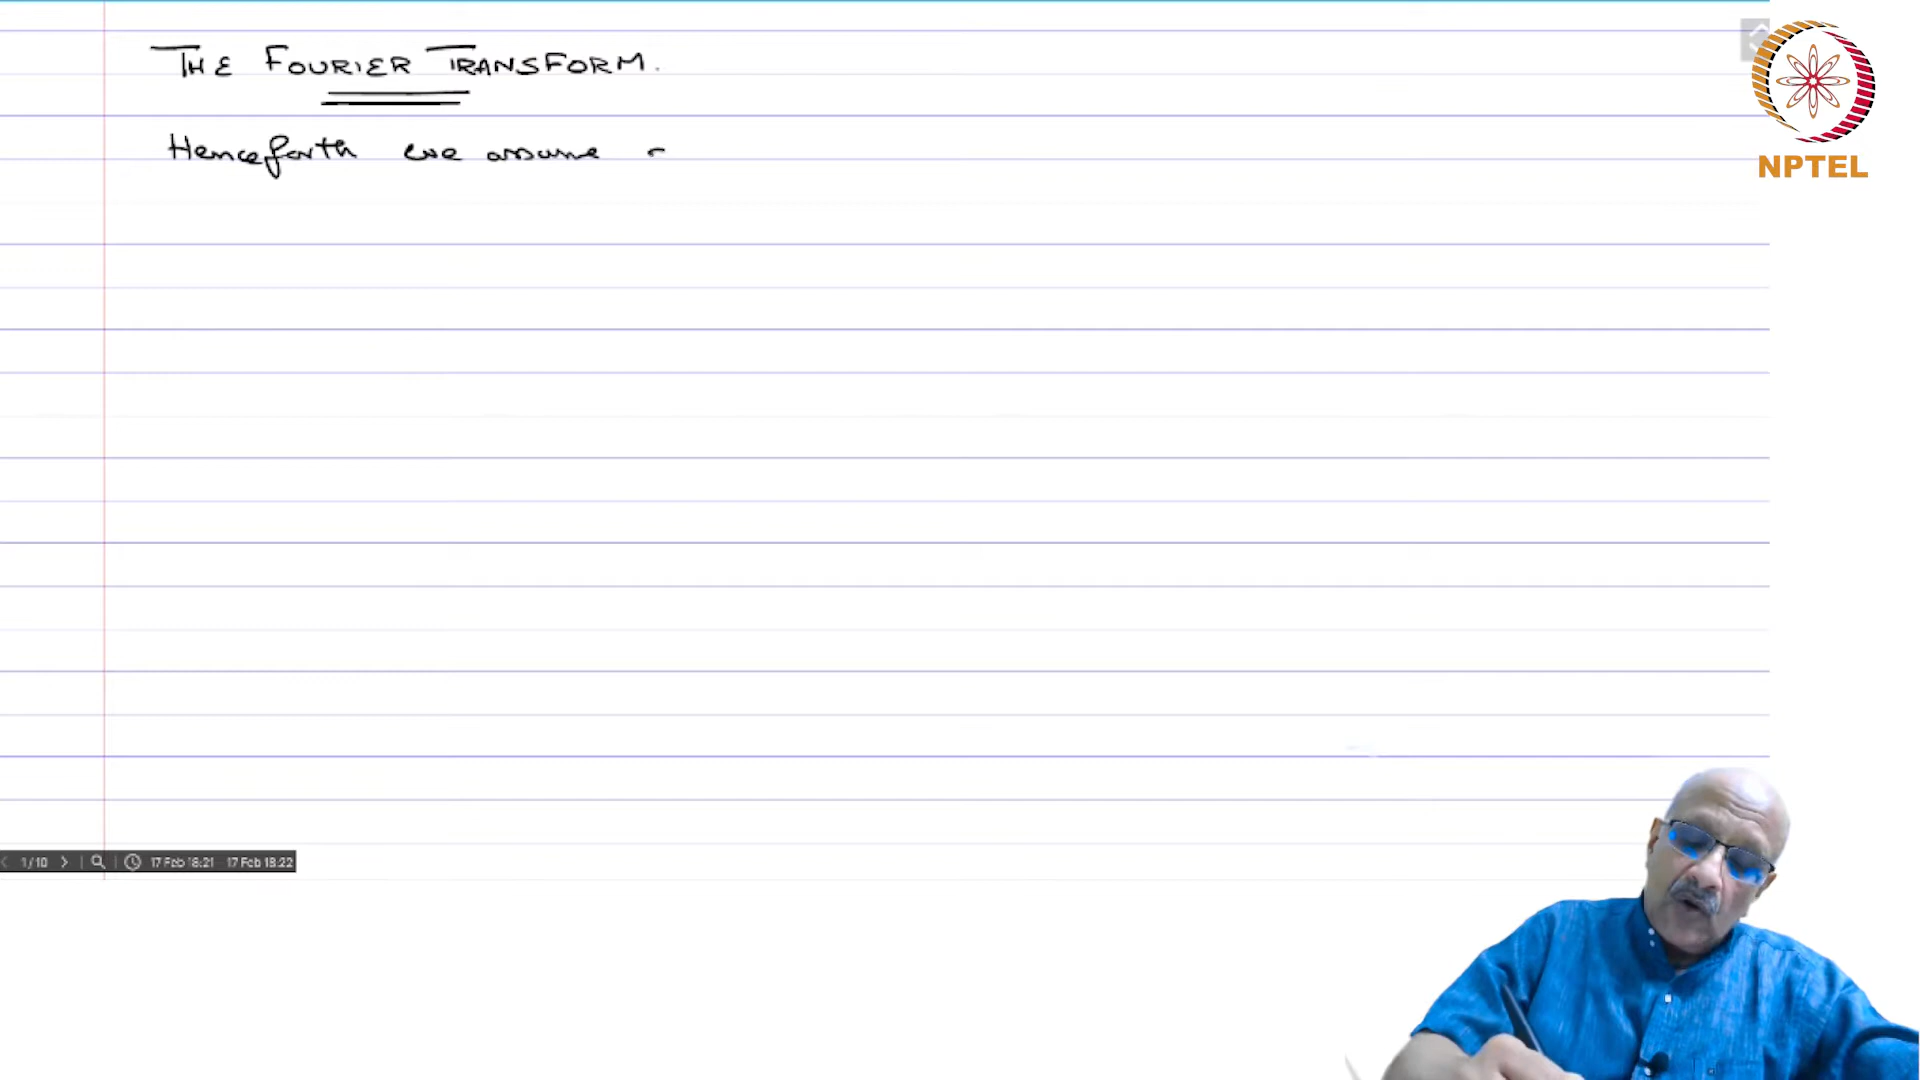 THE FOURIER TRANSFORM.
Henceforth we assume
NPTEL
1/10
17 Feb 18:21 17 Feb 18:22